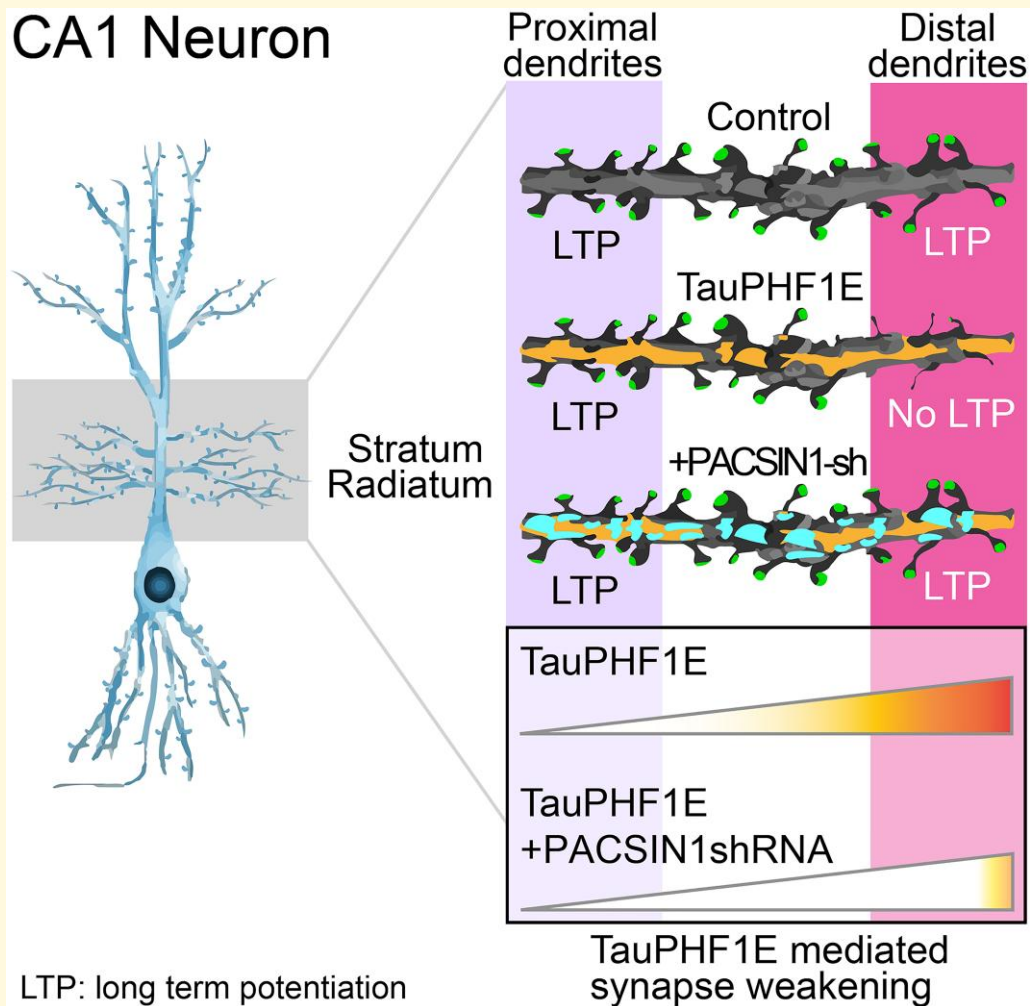 CA1 Neuron
Proximal
dendrites
Distal
dendrites
Control
LTP
LTP
TauPHF1E
LTP
No LTP
Stratum
Radiatum
+PACSIN1-sh
LTP
LTP
TauPHF1E
TauPHF1E
+PACSIN1shRNA
TauPHF1E mediated
synapse weakening
LTP: long term potentiation